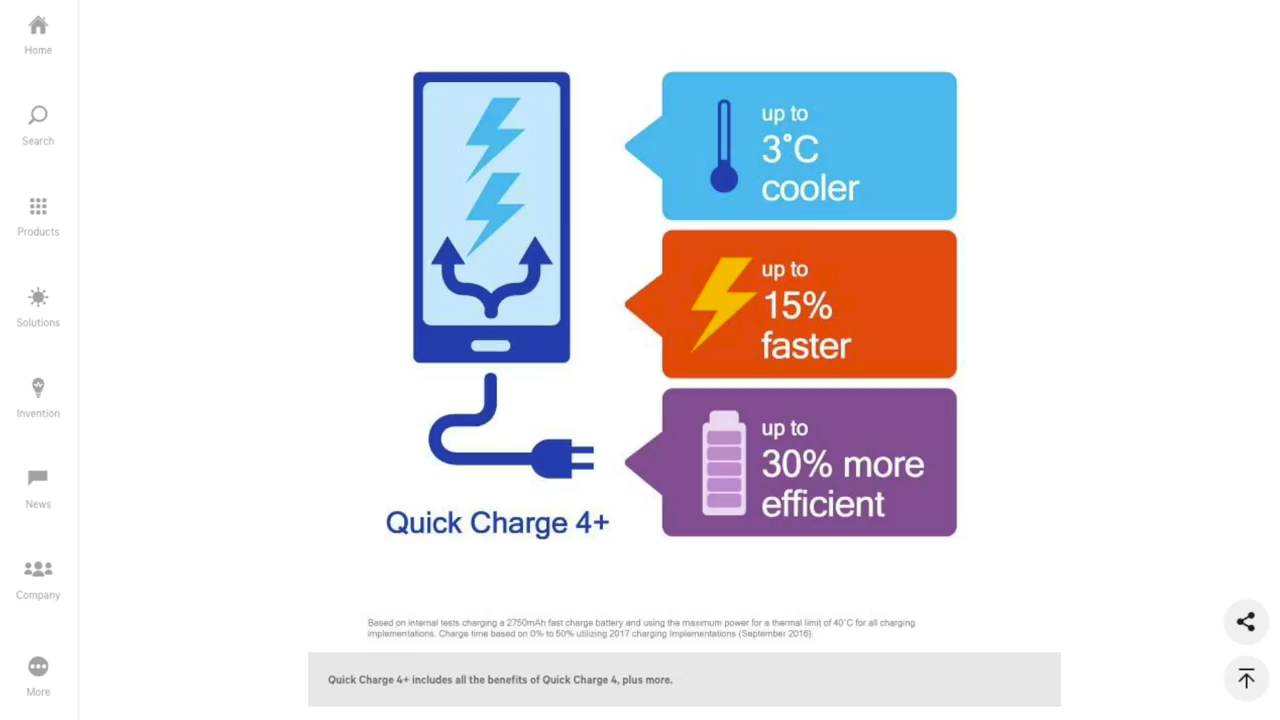 Home
Search
Products
Solutions
Invention
News
Company
More
up to
3°C
cooler
up to
15%
faster
up to
30% more
efficient
Quick Charge 4+
Based on internal tests charging a 2750mAh fast charge battery and using the maximum power for a thermal limit of 40°C for all charging
implementations. Charge time based on 0% to 50% utilizing 2017 charging implementations (September 2016).
Quick Charge 4+ includes all the benefits of Quick Charge 4, plus more.